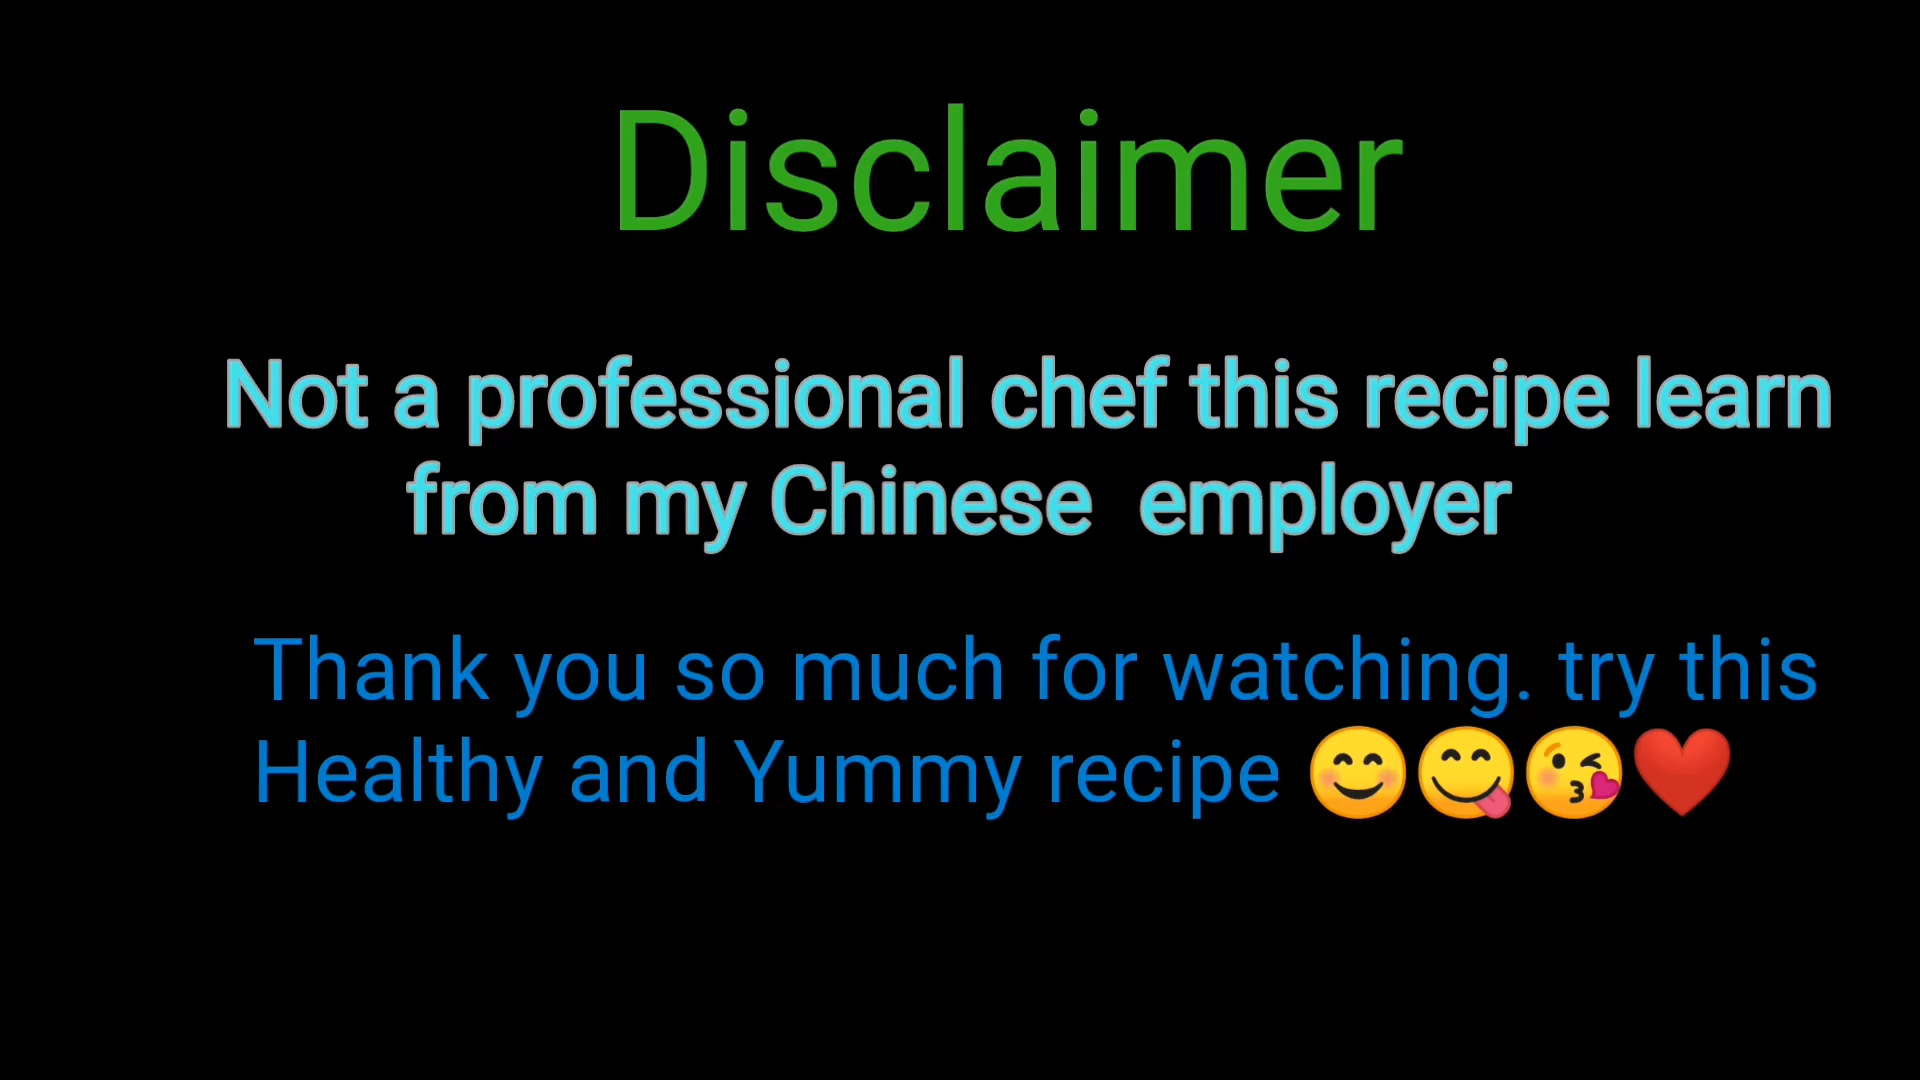 Disclaimer
Not a professional chef this recipe learn
from my Chinese  employer
Thank you so much for watching. try this
Healthy and Yummy recipe 😊😋😘❤️